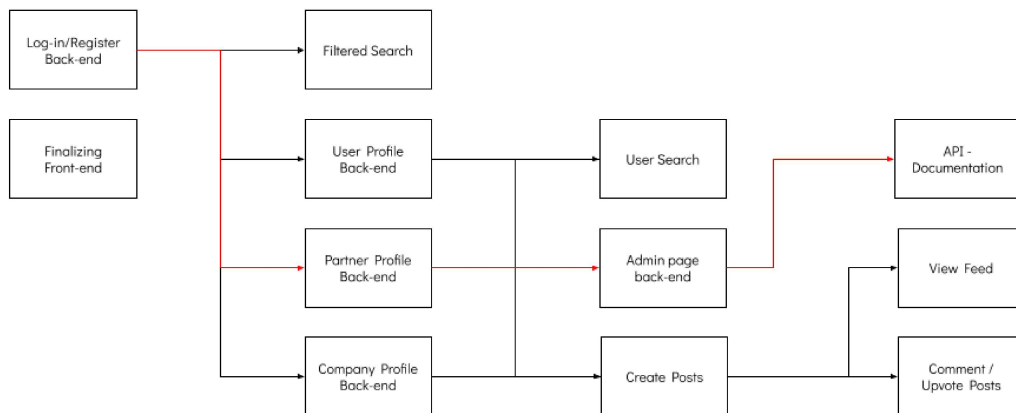 Log-in/Register
Back-end
Filtered Search
Finalizing
Front-end
User Profile
Back-end
User Search
API -
Documentation
Partner Profile
Back-end
Admin page
back-end
View Feed
Company Profile
Back-end
Create Posts
Comment /
Upvote Posts